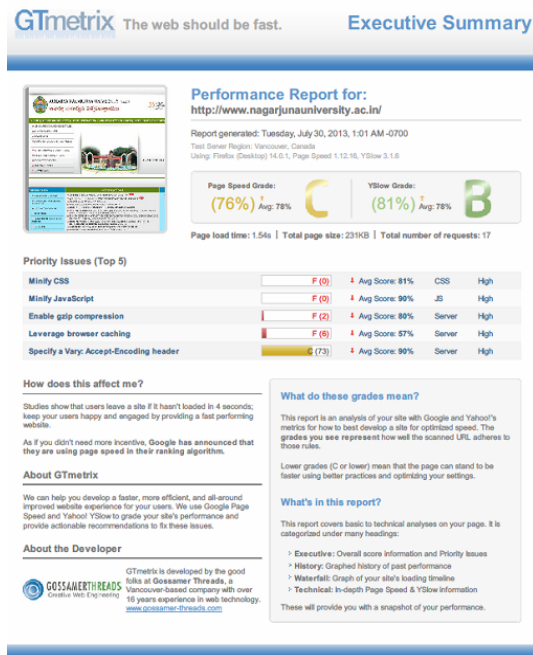 GTmetrix The web should be fast. Executive Summary
Performance Report for:
http://www.nagarjunauniversity.ac.in/
Report generated: Tuesday, July 30, 2013, 1:01 AM -0700
Test Server Region: Vancouver, Canada
Using: Firefox (Desktop) 14.0.1, Page Speed 1.12.16, YSlow 3.1.6
Page Speed Grade:
(76%) Avg: 78% C
YSlow Grade:
(81%) Avg: 78% B
Page load time: 1.54s | Total page size: 231KB | Total number of requests: 17
Priority Issues (Top 5)
Minify CSS F (0) Avg Score: 81% CSS High
Minify JavaScript F (0) Avg Score: 90% JS High
Enable gzip compression F (2) Avg Score: 80% Server High
Leverage browser caching F (6) Avg Score: 57% Server High
Specify a Vary: Accept-Encoding header C (73) Avg Score: 90% Server High
How does this affect me?
Studies show that users leave a site if it hasn't loaded in 4 seconds;
keep your users happy and engaged by providing a fast performing
website.
As if you didn't need more incentive, Google has announced that
they are using page speed in their ranking algorithm.
About GTmetrix
We can help you develop a faster, more efficient, and all-around
improved website experience for your users. We use Google Page
Speed and Yahoo! YSlow to grade your site's performance and
provide actionable recommendations to fix these issues.
About the Developer
GOSSAMERTHREADS
Creative Web Engineering
GTmetrix is developed by the good
folks at Gossamer Threads, a
Vancouver-based company with over
16 years experience in web technology.
www.gossamer-threads.com
What do these grades mean?
This report is an analysis of your site with Google and Yahoo!'s
metrics for how to best develop a site for optimized speed. The
grades you see represent how well the scanned URL adheres to
those rules.
Lower grades (C or lower) mean that the page can stand to be
faster using better practices and optimizing your settings.
What's in this report?
This report covers basic to technical analyses on your page. It is
categorized under many headings:
Executive: Overall score information and Priority Issues
History: Graphed history of past performance
Waterfall: Graph of your site's loading timeline
Technical: In-depth Page Speed & YSlow information
These will provide you with a snapshot of your performance.